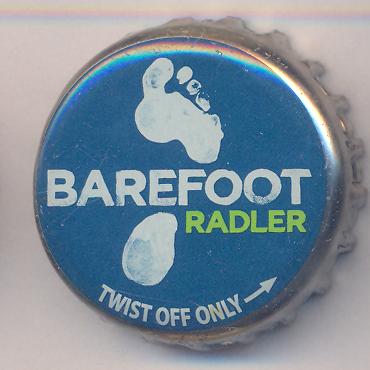 BAREFOOT
RADLER
TWIST OFF ONLY